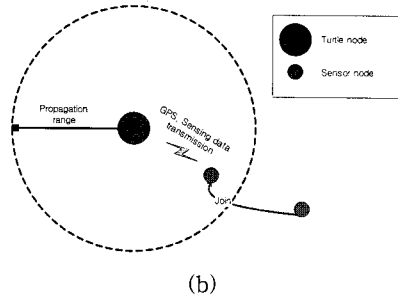 Turtle node
Sensor node
Propagation
range
GPS, Sensing data
transmission
Join
(b)